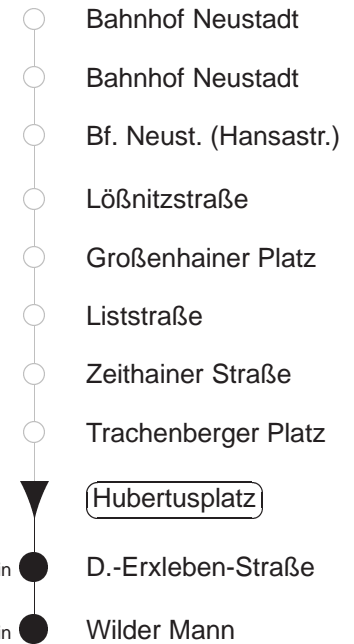 Bahnhof Neustadt
Bahnhof Neustadt
Bf. Neust. (Hansastr.)
Lößnitzstraße
Großenhainer Platz
Liststraße
Zeithainer Straße
Trachenberger Platz
Hubertusplatz
D.-Erxleben-Straße
Wilder Mann